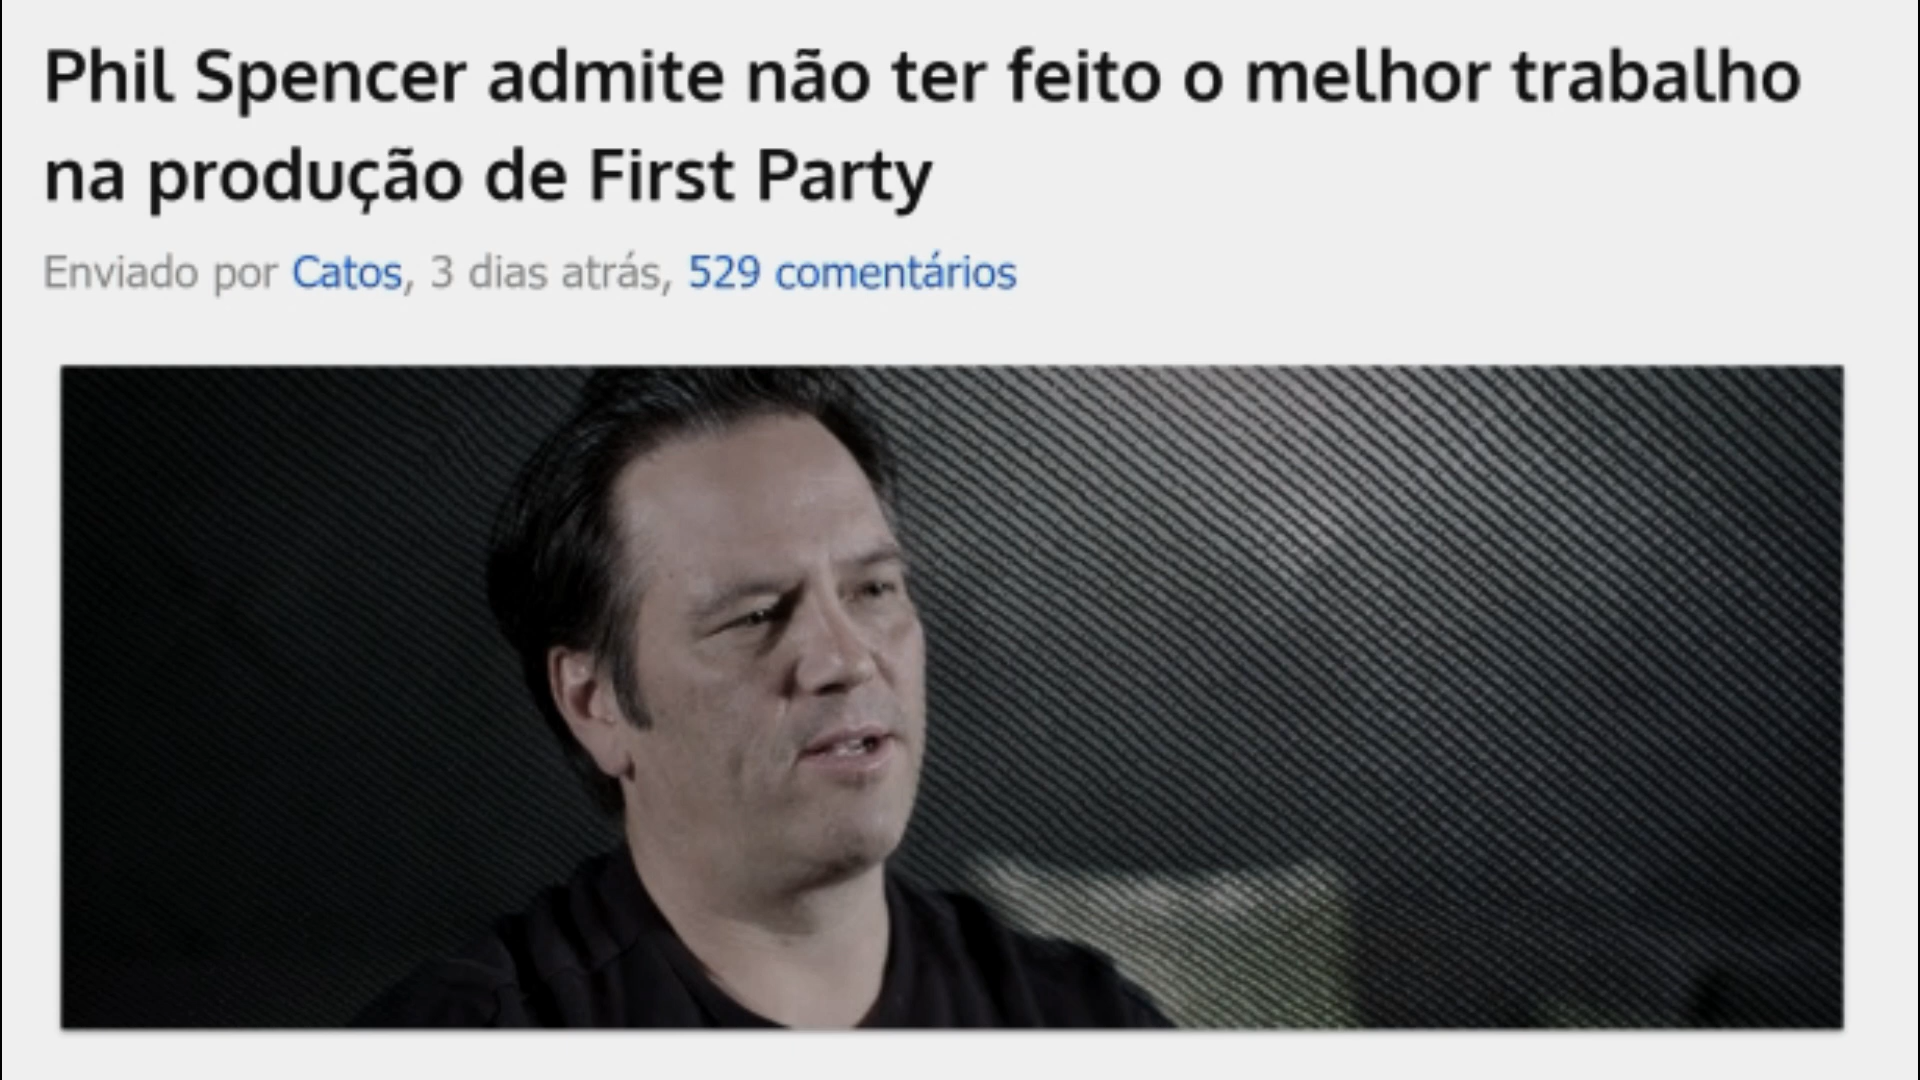 Phil Spencer admite não ter feito o melhor trabalho
na produção de First Party
Enviado por Catos, 3 dias atrás, 529 comentários